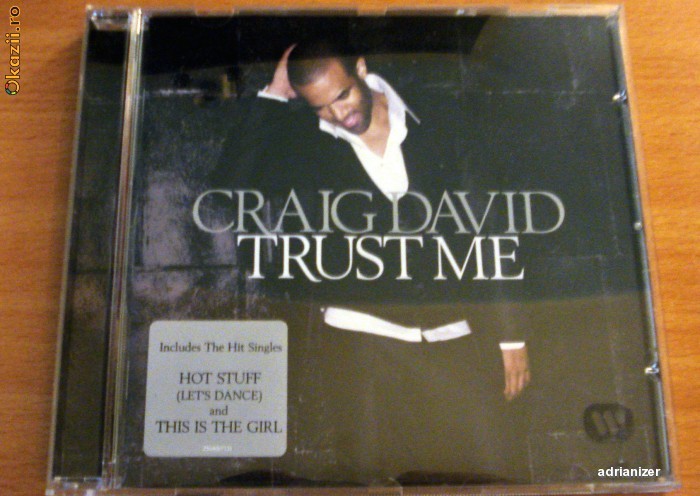 Okazii.ro
CRAIG DAVID
TRUST ME
Includes The Hit Singles
HOT STUFF
(LET'S DANCE)
and
THIS IS THE GIRL
adrianizer